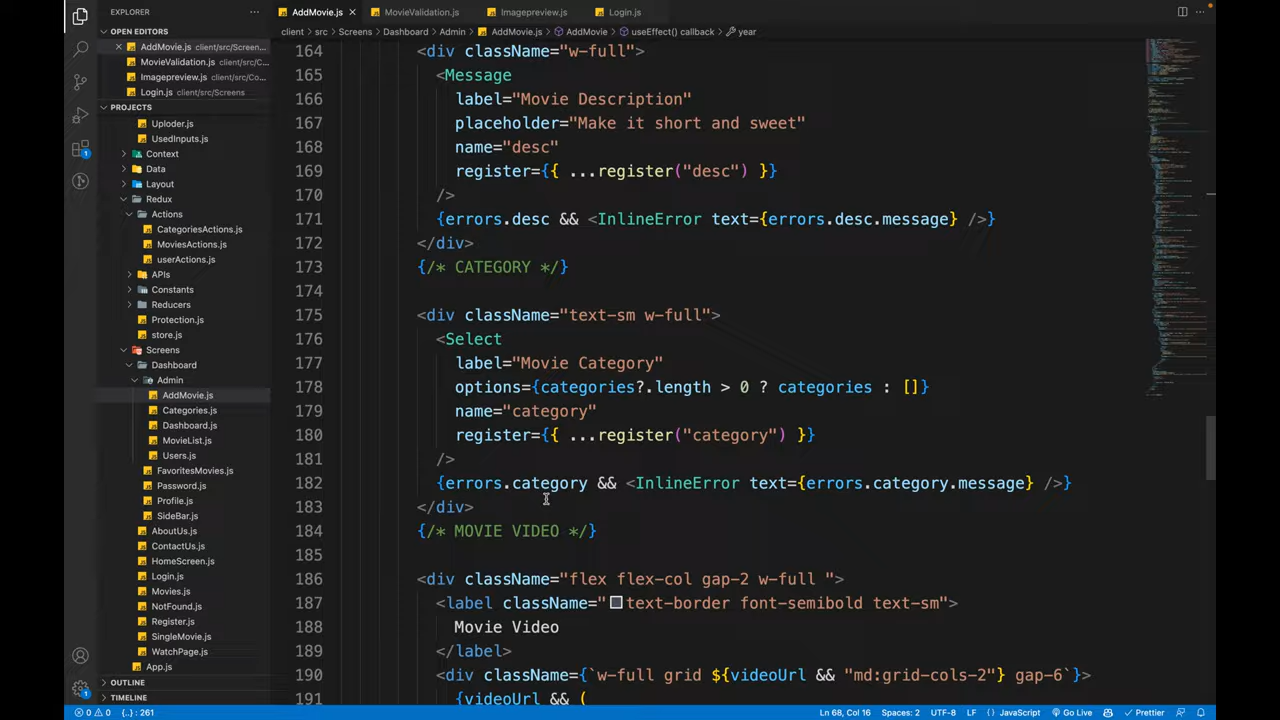 EXPLORER
AddMovie.js
MovieValidation.js
Imagepreview.js
Login.js
OPEN EDITORS
client > src > Screens > Dashboard > Admin > AddMovie.js > AddMovie > useEffect() callback > year
AddMovie.js client/src/Screen...
MovieValidation.js client/src/C...
Imagepreview.js client/src/Co...
Login.js client/src/Screens
PROJECTS
Uploder.js
UsedInputs.js
Context
Data
Layout
Redux
Actions
CategoriesActions.js
MoviesActions.js
userActions.js
APIs
Constants
Reducers
Protection.js
store.js
Screens
Dashboard
Admin
AddMovie.js
Categories.js
Dashboard.js
MovieList.js
Users.js
FavoritesMovies.js
Password.js
Profile.js
SideBar.js
AboutUs.js
ContactUs.js
HomeScreen.js
Login.js
Movies.js
NotFound.js
Register.js
SingleMovie.js
WatchPage.js
App.js
OUTLINE
TIMELINE
164 <div className="w-full">
165 <Message
166 label="Movie Description"
167 placeholder="Make it short and sweet"
168 name="desc"
169 register={{ ...register("desc") }}
170 />
171 {errors.desc && <InlineError text={errors.desc.message} />}
172 </div>
173 {/* CATEGORY */}
174
175 <div className="text-sm w-full">
176 <Select
177 label="Movie Category"
178 options={categories?.length > 0 ? categories : []}
179 name="category"
180 register={{ ...register("category") }}
181 />
182 {errors.category && <InlineError text={errors.category.message} />}
183 </div>
184 {/* MOVIE VIDEO */}
185
186 <div className="flex flex-col gap-2 w-full ">
187 <label className="text-border font-semibold text-sm">
188 Movie Video
189 </label>
190 <div className={`w-full grid ${videoUrl && "md:grid-cols-2"} gap-6`}>
191 {videoUrl && (
0 0 {..}: 261 Ln 68, Col 16 Spaces: 2 UTF-8 LF JavaScript Go Live Prettier